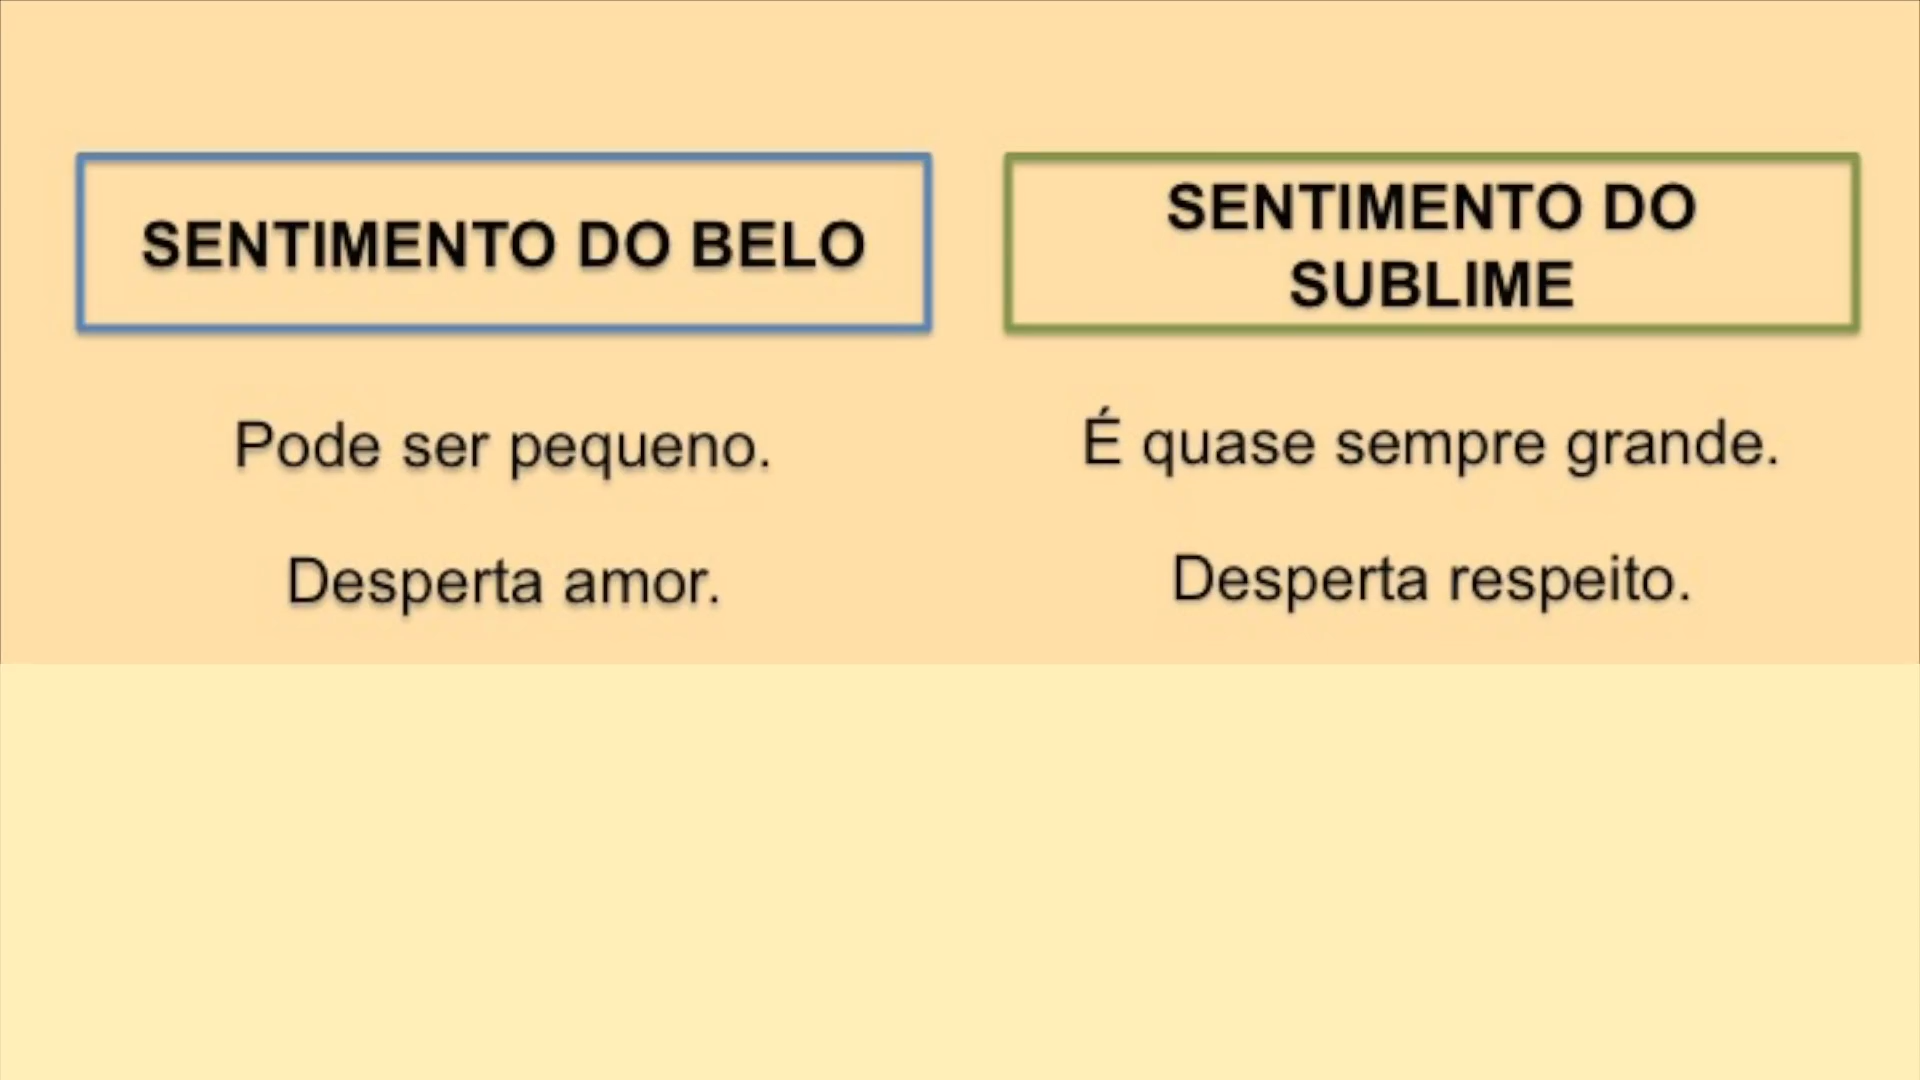 SENTIMENTO DO BELO
Pode ser pequeno.
Desperta amor.
SENTIMENTO DO
SUBLIME
É quase sempre grande.
Desperta respeito.